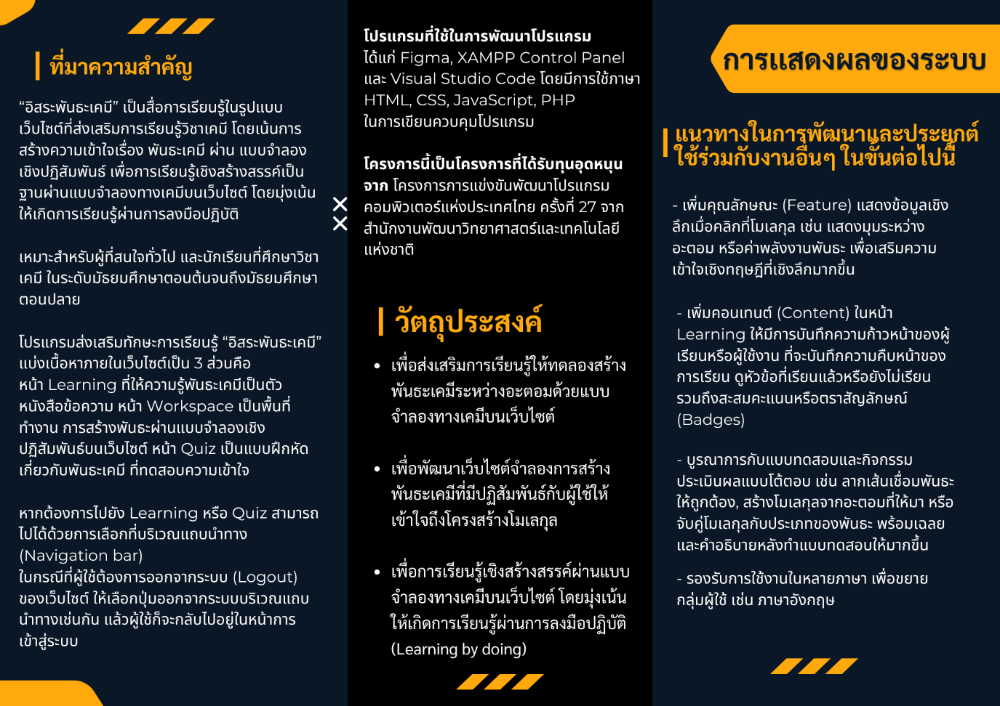 ที่มาความสำคัญ
“อิสระพันธะเคมี” เป็นสื่อการเรียนรู้ในรูปแบบ
เว็บไซต์ที่ส่งเสริมการเรียนรู้วิชาเคมี โดยเน้นการ
สร้างความเข้าใจเรื่อง พันธะเคมี ผ่าน แบบจำลอง
เชิงปฏิสัมพันธ์ เพื่อการเรียนรู้เชิงสร้างสรรค์เป็น
ฐานผ่านแบบจำลองทางเคมีบนเว็บไซต์ โดยมุ่งเน้น
ให้เกิดการเรียนรู้ผ่านการลงมือปฏิบัติ
เหมาะสำหรับผู้ที่สนใจทั่วไป และนักเรียนที่ศึกษาวิชา
เคมี ในระดับมัธยมศึกษาตอนต้นจนถึงมัธยมศึกษา
ตอนปลาย
โปรแกรมส่งเสริมทักษะการเรียนรู้ “อิสระพันธะเคมี”
แบ่งเนื้อหาภายในเว็บไซต์เป็น 3 ส่วนคือ
หน้า Learning ที่ให้ความรู้พันธะเคมีเป็นตัว
หนังสือข้อความ หน้า Workspace เป็นพื้นที่
ทำงาน การสร้างพันธะผ่านแบบจำลองเชิง
ปฏิสัมพันธ์บนเว็บไซต์ หน้า Quiz เป็นแบบฝึกหัด
เกี่ยวกับพันธะเคมี ที่ทดสอบความเข้าใจ
หากต้องการไปยัง Learning หรือ Quiz สามารถ
ไปได้ด้วยการเลือกที่บริเวณแถบนำทาง
(Navigation bar)
ในกรณีที่ผู้ใช้ต้องการออกจากระบบ (Logout)
ของเว็บไซต์ ให้เลือกปุ่มออกจากระบบบริเวณแถบ
นำทางเช่นกัน แล้วผู้ใช้ก็จะกลับไปอยู่ในหน้าการ
เข้าสู่ระบบ
โปรแกรมที่ใช้ในการพัฒนาโปรแกรม
ได้แก่ Figma, XAMPP Control Panel
และ Visual Studio Code โดยมีการใช้ภาษา
HTML, CSS, JavaScript, PHP
ในการเขียนควบคุมโปรแกรม
โครงการนี้เป็นโครงการที่ได้รับทุนอุดหนุน
จาก โครงการการแข่งขันพัฒนาโปรแกรม
คอมพิวเตอร์แห่งประเทศไทย ครั้งที่ 27 จาก
สำนักงานพัฒนาวิทยาศาสตร์และเทคโนโลยี
แห่งชาติ
วัตถุประสงค์
• เพื่อส่งเสริมการเรียนรู้ให้ทดลองสร้าง
พันธะเคมีระหว่างอะตอมด้วยแบบ
จำลองทางเคมีบนเว็บไซต์
• เพื่อพัฒนาเว็บไซต์จำลองการสร้าง
พันธะเคมีที่มีปฏิสัมพันธ์กับผู้ใช้ให้
เข้าใจถึงโครงสร้างโมเลกุล
• เพื่อการเรียนรู้เชิงสร้างสรรค์ผ่านแบบ
จำลองทางเคมีบนเว็บไซต์ โดยมุ่งเน้น
ให้เกิดการเรียนรู้ผ่านการลงมือปฏิบัติ
(Learning by doing)
การแสดงผลของระบบ
แนวทางในการพัฒนาและประยุกต์
ใช้ร่วมกับงานอื่นๆ ในขั้นต่อไปนี้
- เพิ่มคุณลักษณะ (Feature) แสดงข้อมูลเชิง
ลึกเมื่อคลิกที่โมเลกุล เช่น แสดงมุมระหว่าง
อะตอม หรือค่าพลังงานพันธะ เพื่อเสริมความ
เข้าใจเชิงทฤษฎีที่เชิงลึกมากขึ้น
- เพิ่มคอนเทนต์ (Content) ในหน้า
Learning ให้มีการบันทึกความก้าวหน้าของผู้
เรียนหรือผู้ใช้งาน ที่จะบันทึกความคืบหน้าของ
การเรียน ดูหัวข้อที่เรียนแล้วหรือยังไม่เรียน
รวมถึงสะสมคะแนนหรือตราสัญลักษณ์
(Badges)
- บูรณาการกับแบบทดสอบและกิจกรรม
ประเมินผลแบบโต้ตอบ เช่น ลากเส้นเชื่อมพันธะ
ให้ถูกต้อง, สร้างโมเลกุลจากอะตอมที่ให้มา หรือ
จับคู่โมเลกุลกับประเภทของพันธะ พร้อมเฉลย
และคำอธิบายหลังทำแบบทดสอบให้มากขึ้น
- รองรับการใช้งานในหลายภาษา เพื่อขยาย
กลุ่มผู้ใช้ เช่น ภาษาอังกฤษ